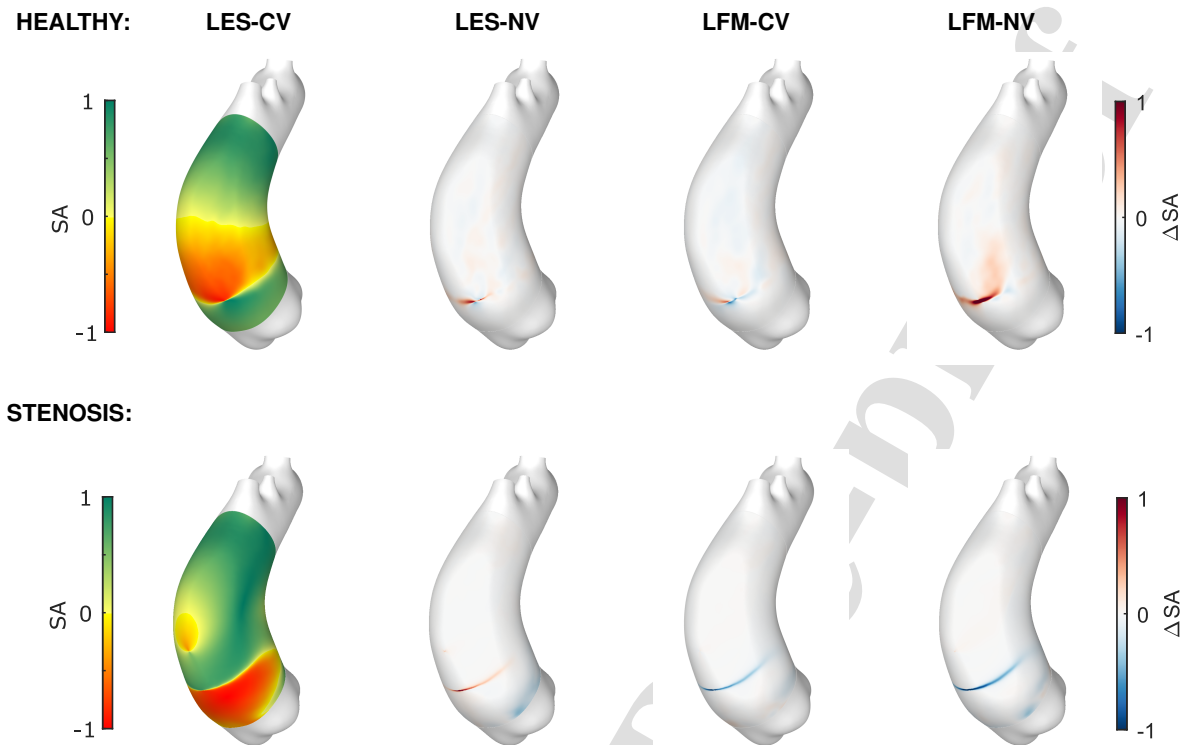 HEALTHY: LES-CV LES-NV LFM-CV LFM-NV
1 1
SA 0 0 ΔSA
-1 -1
STENOSIS:
1 1
SA 0 0 ΔSA
-1 -1